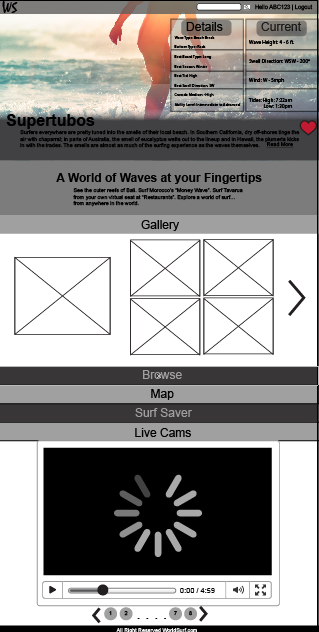 WS
Hello ABC123 | Logout
Details
Current
Wave Type: Beach Break
Bottom Type: Rock
Best Board Type: Long
Best Season: Winter
Best Tid: High
Best Swell Direction: SW
Crowds: Medium -High
Ability Level: Intermediate to Advanced
Wave Height: 4 - 6 ft.
Swell Direction: WSW - 300°
Wind: W - 5mph
Tides: High: 7:22am
Low: 1:20pm
Supertubos
Surfers everywhere are pretty tuned into the smells of their local beach. In Southern California, dry off-shores tinge the
air with chaparral; in parts of Australia, the smell of eucalyptus wafts out to the lineup and in Hawaii, the plumeria kicks
in with the trades. The smells are almost as much of the surfing experience as the waves themselves. Read More
A World of Waves at your Fingertips
See the outer reefs of Bali. Surf Morocco's "Money Wave". Surf Tavarua
from your own virtual seat at "Restaurants". Explore a world of surf...
from anywhere in the world.
Gallery
Browse
Map
Surf Saver
Live Cams
0:00 / 4:59
1 2 . . . . 7 8
All Right Reserved WorldSurf.com